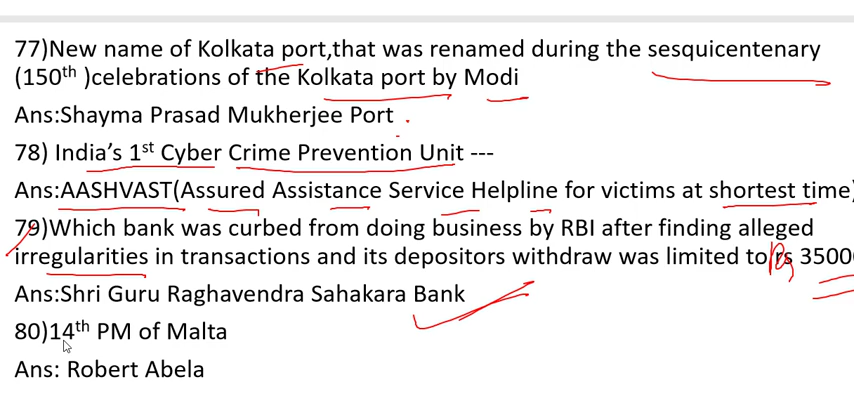 77)New name of Kolkata port,that was renamed during the sesquicentenary
(150th )celebrations of the Kolkata port by Modi
Ans:Shayma Prasad Mukherjee Port .
78) India's 1st Cyber Crime Prevention Unit ---
Ans:AASHVAST(Assured Assistance Service Helpline for victims at shortest time)
79)Which bank was curbed from doing business by RBI after finding alleged
irregularities in transactions and its depositors withdraw was limited to rs 3500
Ans:Shri Guru Raghavendra Sahakara Bank
80)14th PM of Malta
Ans: Robert Abela